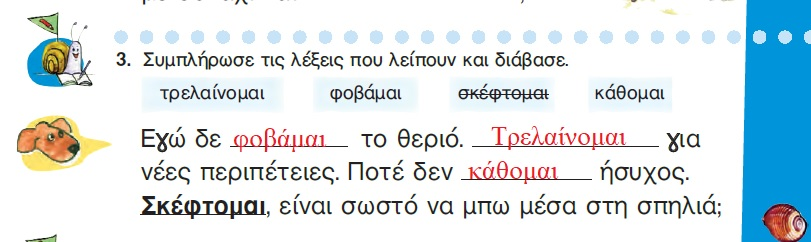 3. Συμπλήρωσε τις λέξεις που λείπουν και διάβασε.
τρελαίνομαι φοβάμαι σκέφτομαι κάθομαι
Εγώ δε φοβάμαι το θεριό. Τρελαίνομαι για
νέες περιπέτειες. Ποτέ δεν κάθομαι ήσυχος.
Σκέφτομαι, είναι σωστό να μπω μέσα στη σπηλιά;